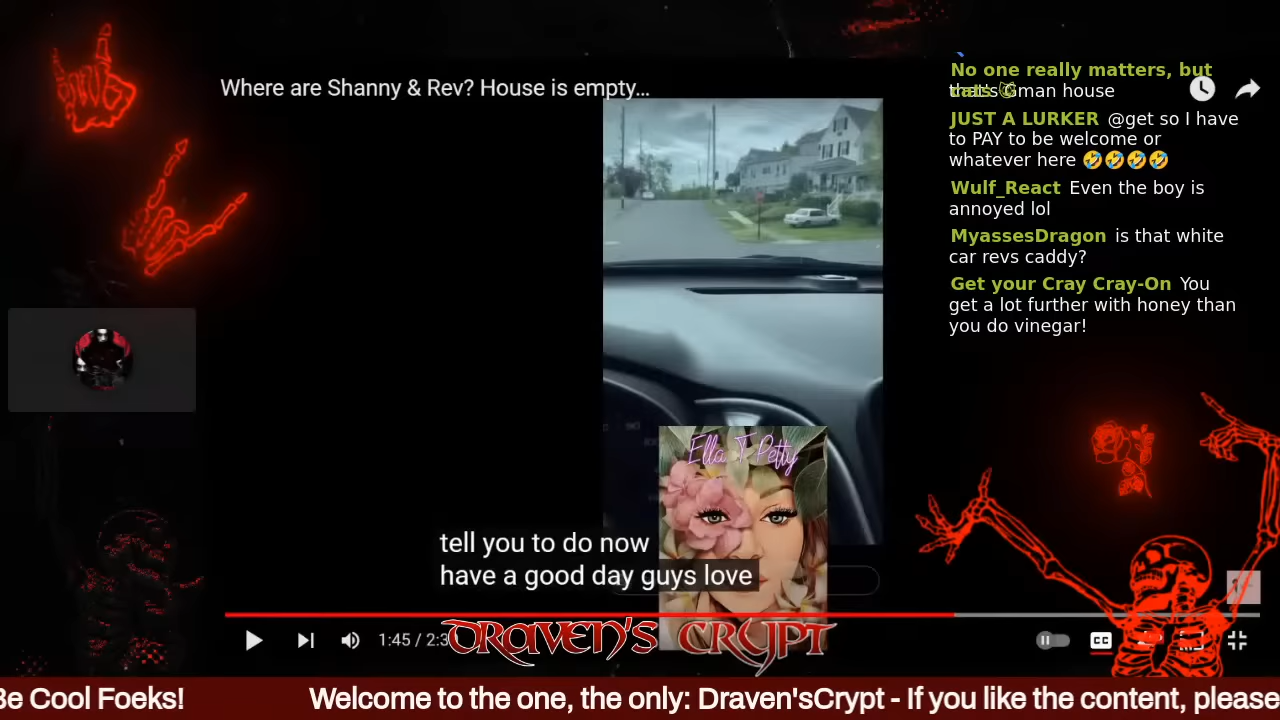 Where are Shanny & Rev? House is empty...
No one really matters, but
man house
JUST A LURKER @get so I have
to PAY to be welcome or
whatever here 🤣🤣🤣🤣
Wulf_React Even the boy is
annoyed lol
MyassesDragon is that white
car revs caddy?
Get your Cray Cray-On You
get a lot further with honey than
you do vinegar!
Ella T Petty
tell you to do now
have a good day guys love
1:45 / 2:3
CC
DRAVEN'S CRYPT
Be Cool Foeks! Welcome to the one, the only: Draven'sCrypt - If you like the content, please